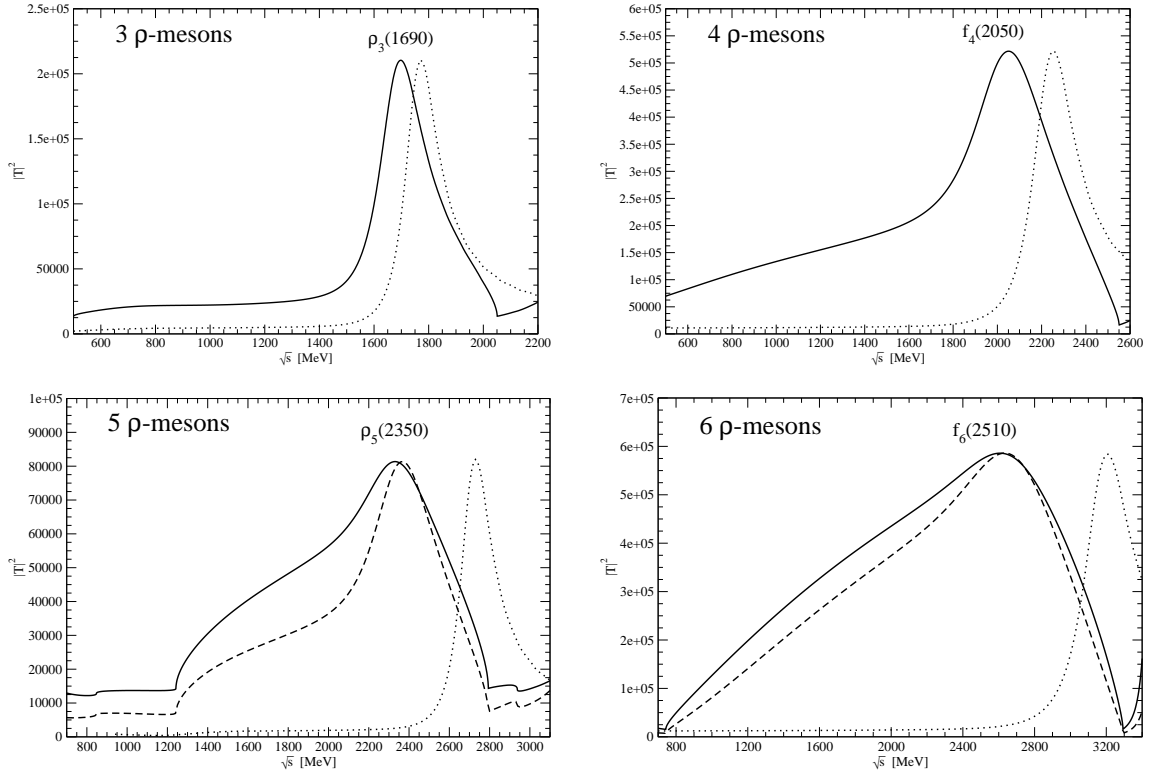 3 ρ-mesons
ρ3(1690)
2.5e+05
2e+05
1.5e+05
1e+05
50000
0
|T|²
600 800 1000 1200 1400 1600 1800 2000 2200
√s [MeV]
4 ρ-mesons
f4(2050)
6e+05
5.5e+05
5e+05
4.5e+05
4e+05
3.5e+05
3e+05
2.5e+05
2e+05
1.5e+05
1e+05
50000
0
|T|²
600 800 1000 1200 1400 1600 1800 2000 2200 2400 2600
√s [MeV]
5 ρ-mesons
ρ5(2350)
1e+05
90000
80000
70000
60000
50000
40000
30000
20000
10000
0
|T|²
800 1000 1200 1400 1600 1800 2000 2200 2400 2600 2800 3000
√s [MeV]
6 ρ-mesons
f6(2510)
7e+05
6e+05
5e+05
4e+05
3e+05
2e+05
1e+05
0
|T|²
800 1200 1600 2000 2400 2800 3200
√s [MeV]